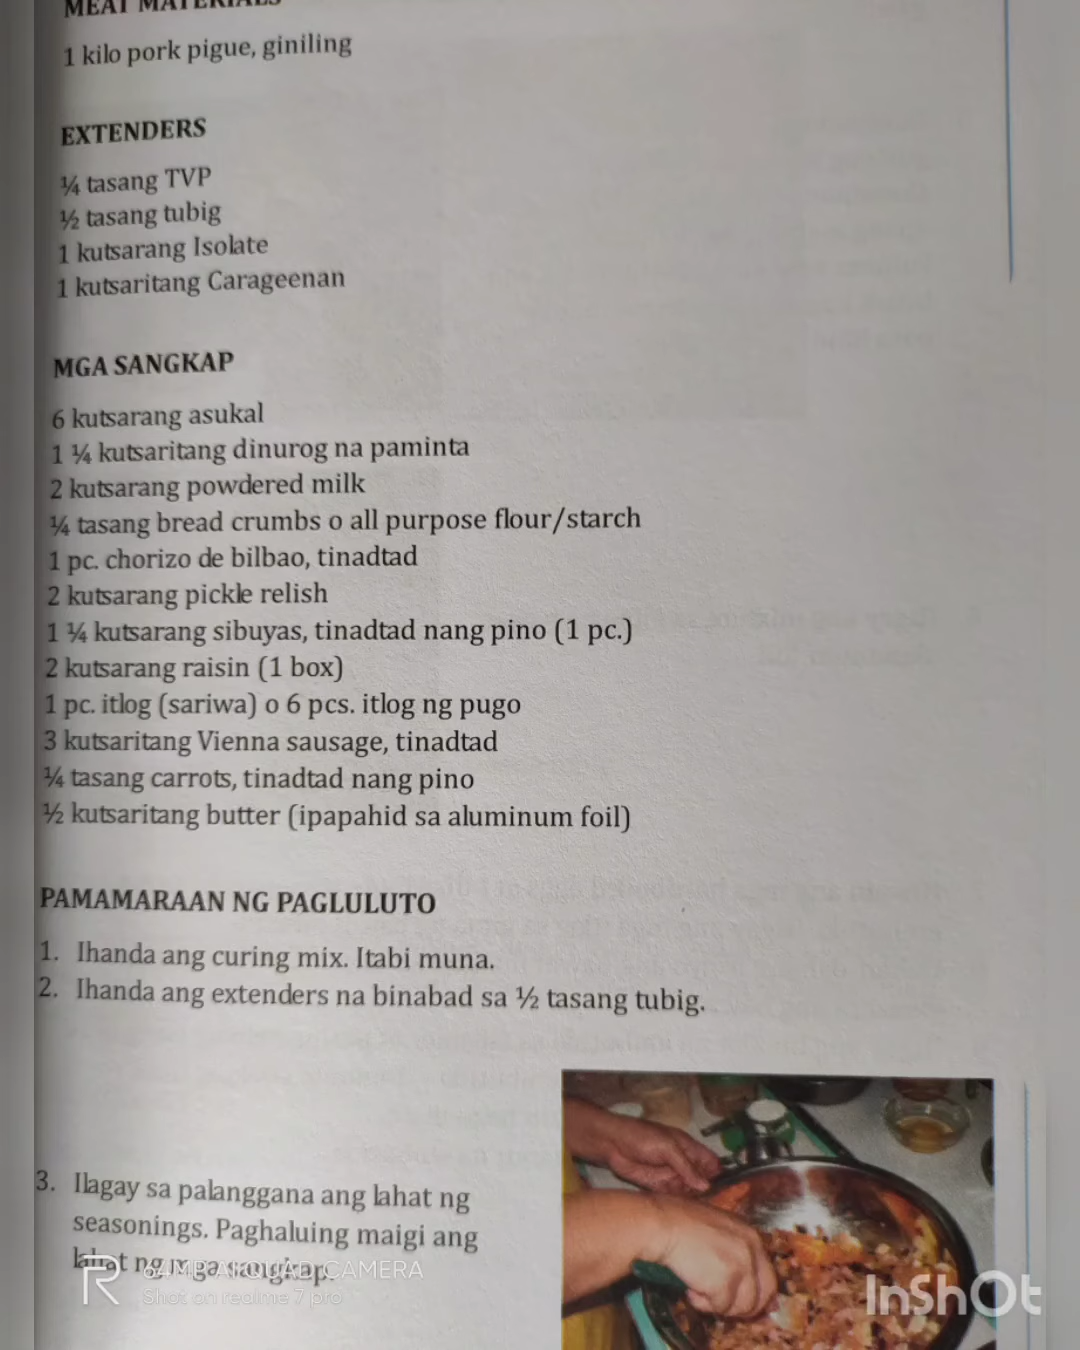 MEAT MATERIALS
1 kilo pork pigue, giniling
EXTENDERS
¼ tasang TVP
½ tasang tubig
1 kutsarang Isolate
1 kutsaritang Carageenan
MGA SANGKAP
6 kutsarang asukal
1 ¼ kutsaritang dinurog na paminta
2 kutsarang powdered milk
¼ tasang bread crumbs o all purpose flour/starch
1 pc. chorizo de bilbao, tinadtad
2 kutsarang pickle relish
1 ¼ kutsarang sibuyas, tinadtad nang pino (1 pc.)
2 kutsarang raisin (1 box)
1 pc. itlog (sariwa) o 6 pcs. itlog ng pugo
3 kutsaritang Vienna sausage, tinadtad
¼ tasang carrots, tinadtad nang pino
½ kutsaritang butter (ipapahid sa aluminum foil)
PAMAMARAAN NG PAGLULUTO
1. Ihanda ang curing mix. Itabi muna.
2. Ihanda ang extenders na binabad sa ½ tasang tubig.
3. Ilagay sa palanggana ang lahat ng
seasonings. Paghaluing maigi ang
lahat ng mga sangkap.
R 64MP AI QUAD CAMERA
Shot on realme 7 pro
InShOt